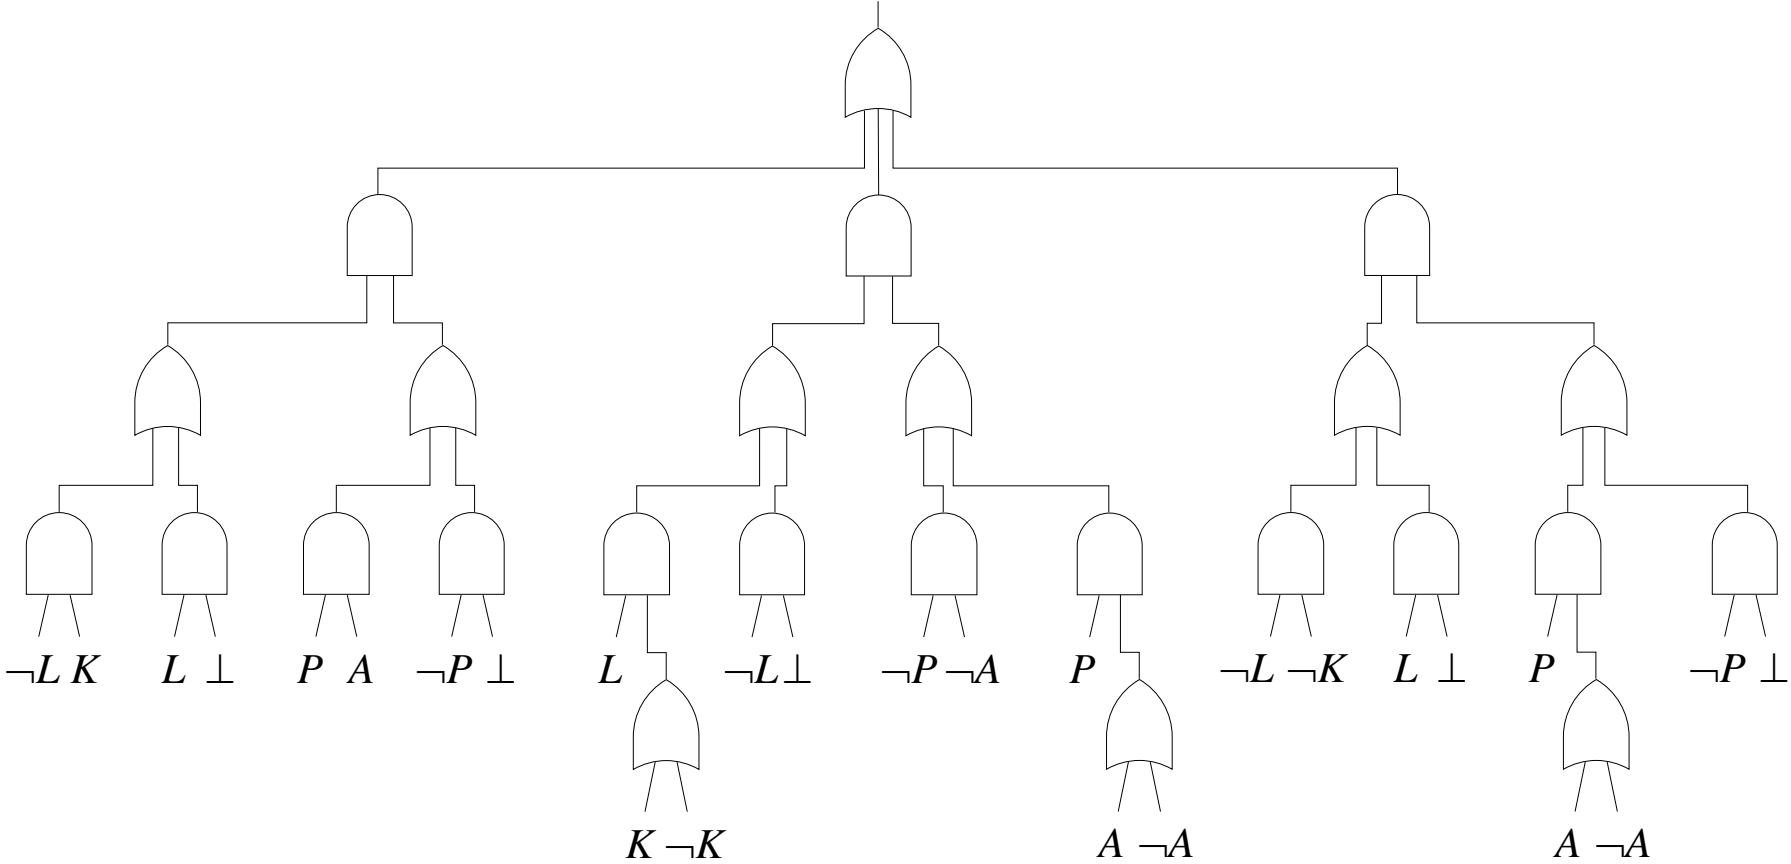 ¬L K L ⊥ P A ¬P ⊥ L ¬L ⊥ ¬P ¬A P ¬L ¬K L ⊥ P ¬P ⊥
K ¬K A ¬A A ¬A